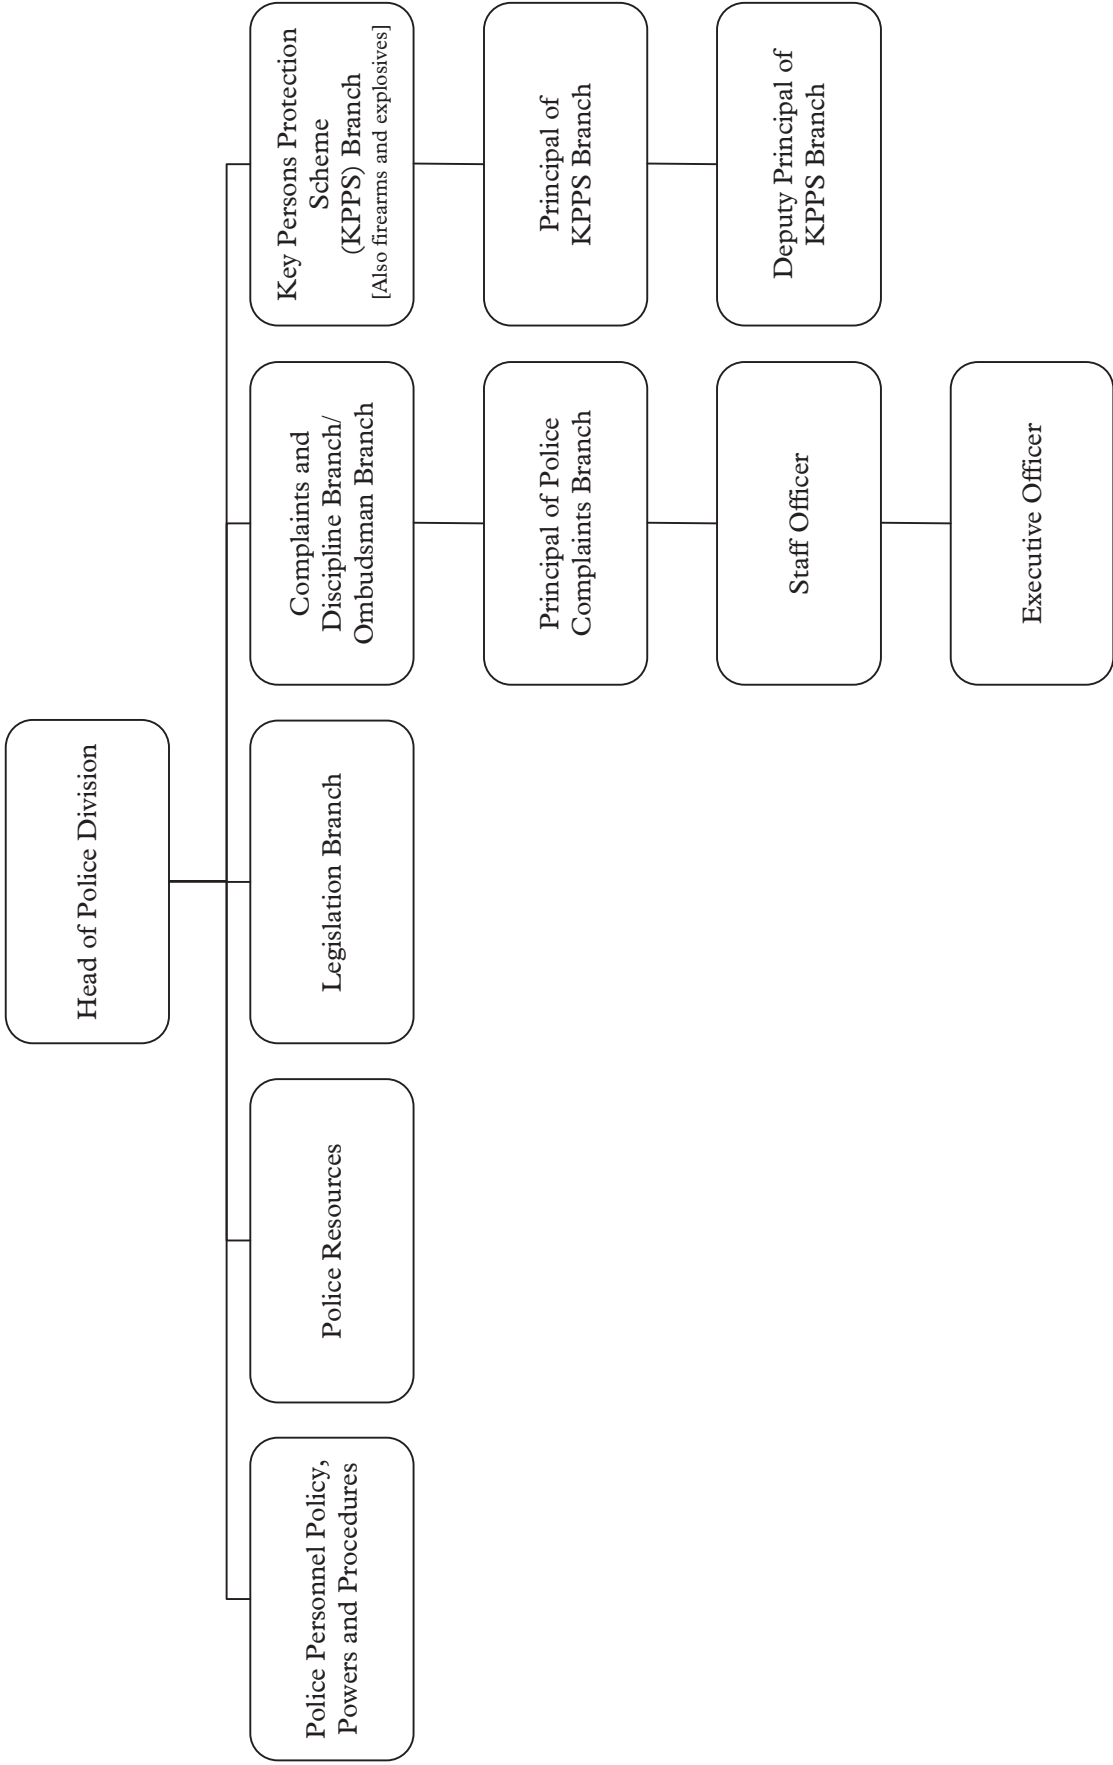 Head of Police Division
Police Personnel Policy,
Powers and Procedures
Police Resources
Legislation Branch
Complaints and
Discipline Branch/
Ombudsman Branch
Key Persons Protection
Scheme
(KPPS) Branch
[Also firearms and explosives]
Principal of Police
Complaints Branch
Principal of
KPPS Branch
Staff Officer
Deputy Principal of
KPPS Branch
Executive Officer